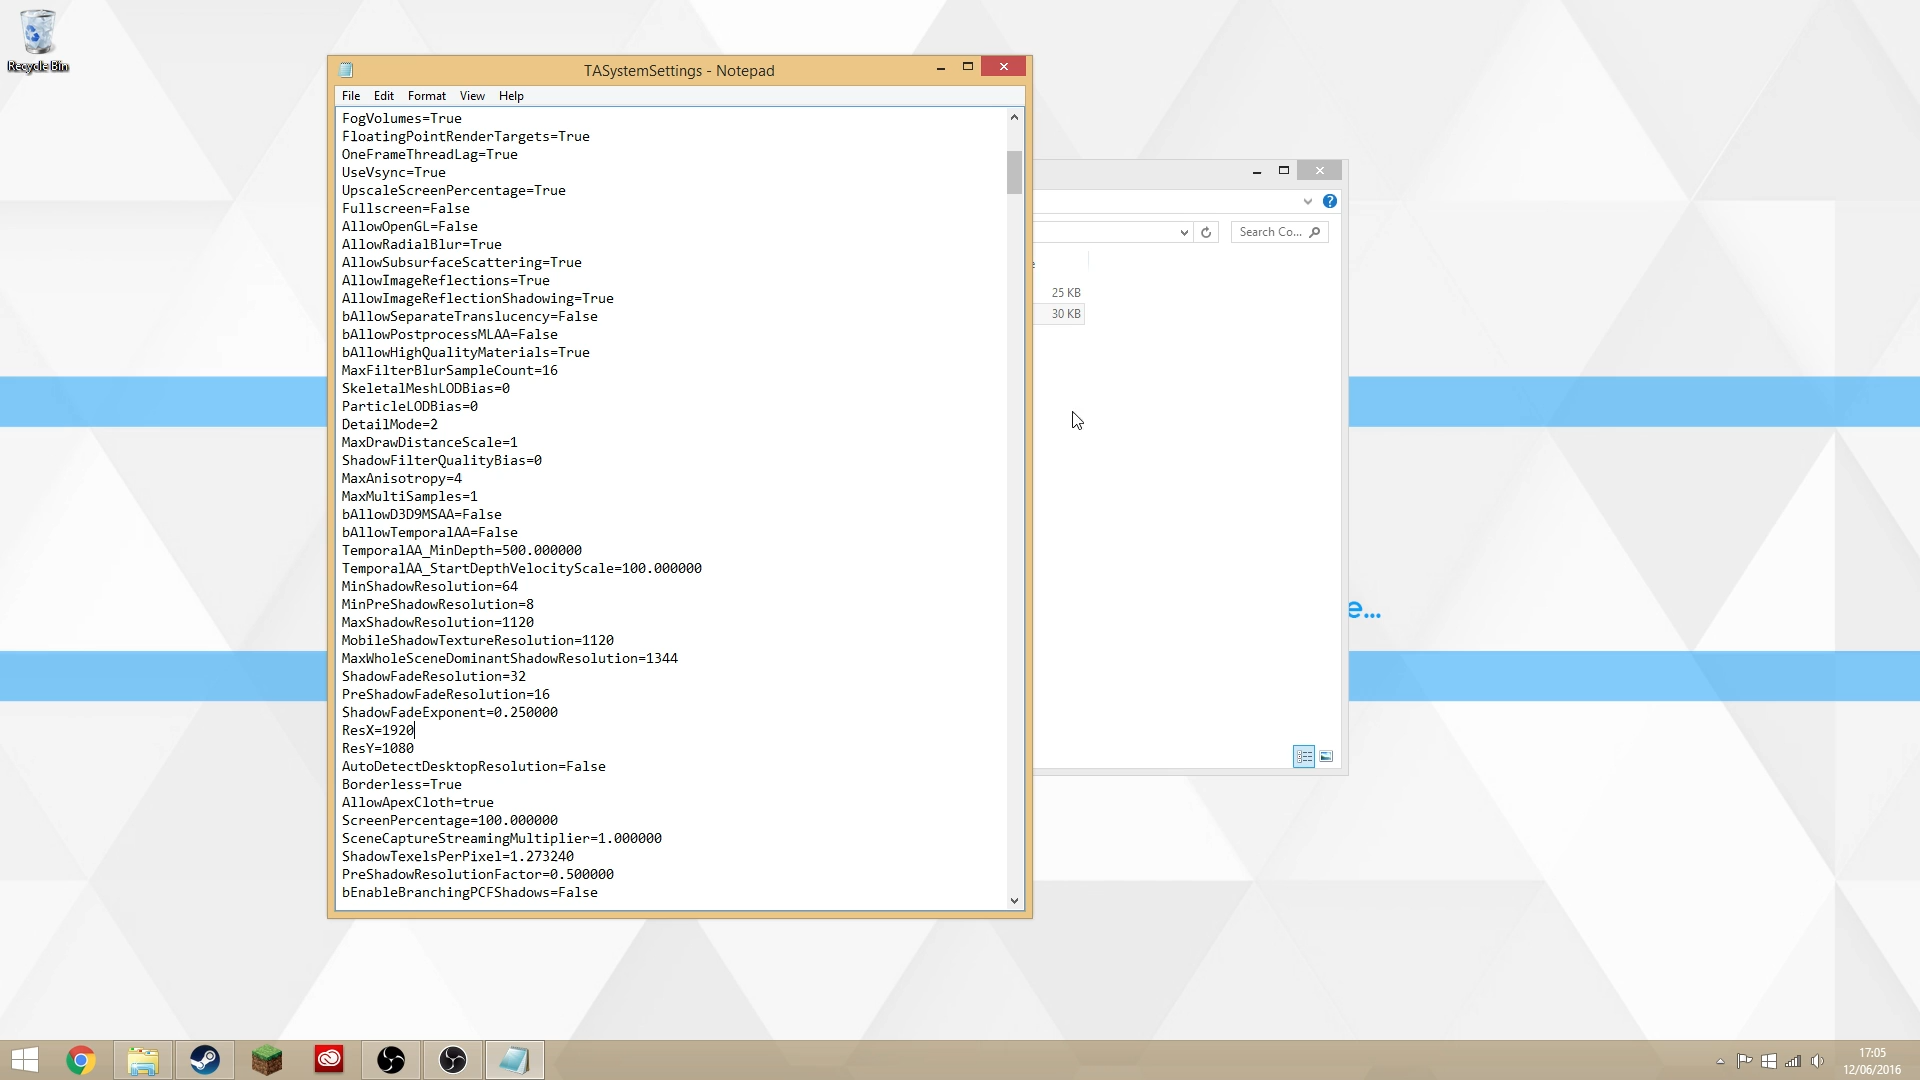 Recycle Bin
TASystemSettings - Notepad
File Edit Format View Help
FogVolumes=True
FloatingPointRenderTargets=True
OneFrameThreadLag=True
UseVsync=True
UpscaleScreenPercentage=True
Fullscreen=False
AllowOpenGL=False
AllowRadialBlur=True
AllowSubsurfaceScattering=True
AllowImageReflections=True
AllowImageReflectionShadowing=True
bAllowSeparateTranslucency=False
bAllowPostprocessMLAA=False
bAllowHighQualityMaterials=True
MaxFilterBlurSampleCount=16
SkeletalMeshLODBias=0
ParticleLODBias=0
DetailMode=2
MaxDrawDistanceScale=1
ShadowFilterQualityBias=0
MaxAnisotropy=4
MaxMultiSamples=1
bAllowD3D9MSAA=False
bAllowTemporalAA=False
TemporalAA_MinDepth=500.000000
TemporalAA_StartDepthVelocityScale=100.000000
MinShadowResolution=64
MinPreShadowResolution=8
MaxShadowResolution=1120
MobileShadowTextureResolution=1120
MaxWholeSceneDominantShadowResolution=1344
ShadowFadeResolution=32
PreShadowFadeResolution=16
ShadowFadeExponent=0.250000
ResX=1920
ResY=1080
AutoDetectDesktopResolution=False
Borderless=True
AllowApexCloth=true
ScreenPercentage=100.000000
SceneCaptureStreamingMultiplier=1.000000
ShadowTexelsPerPixel=1.273240
PreShadowResolutionFactor=0.500000
bEnableBranchingPCFShadows=False
Search Co...
25 KB
30 KB
e...
17:05
12/06/2016